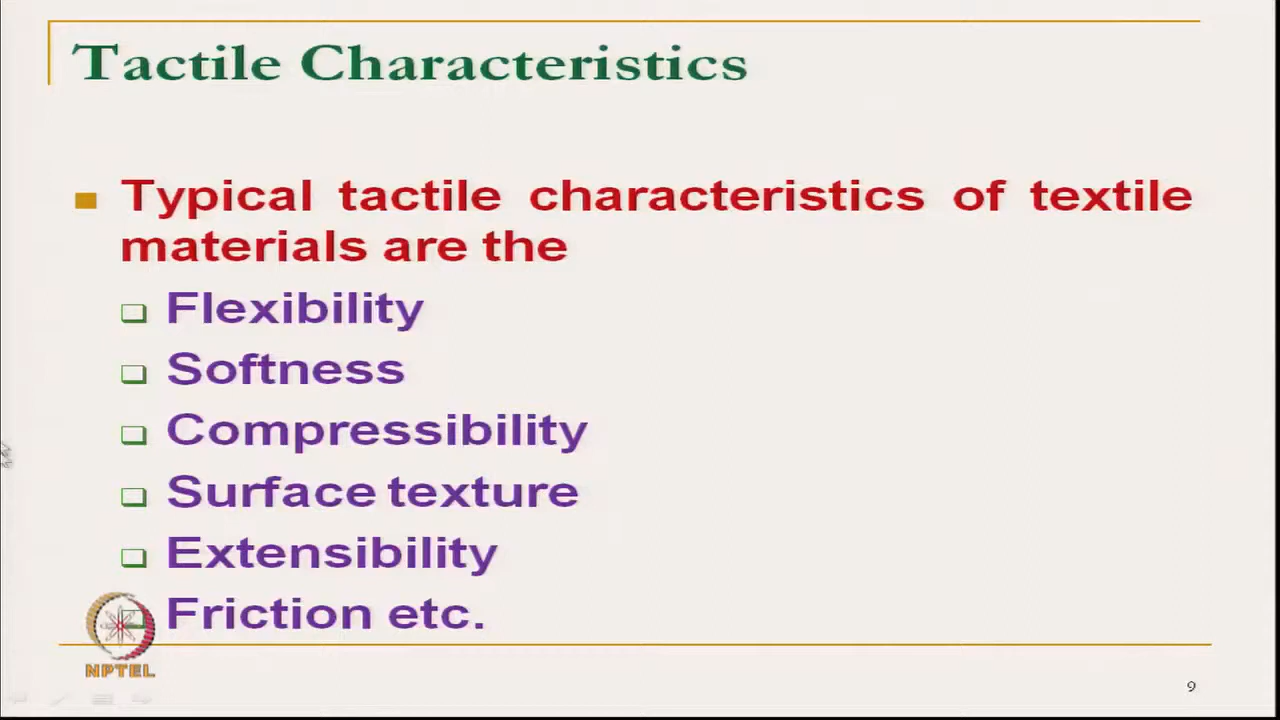 Tactile Characteristics
Typical tactile characteristics of textile
materials are the
Flexibility
Softness
Compressibility
Surface texture
Extensibility
Friction etc.
NPTEL
9